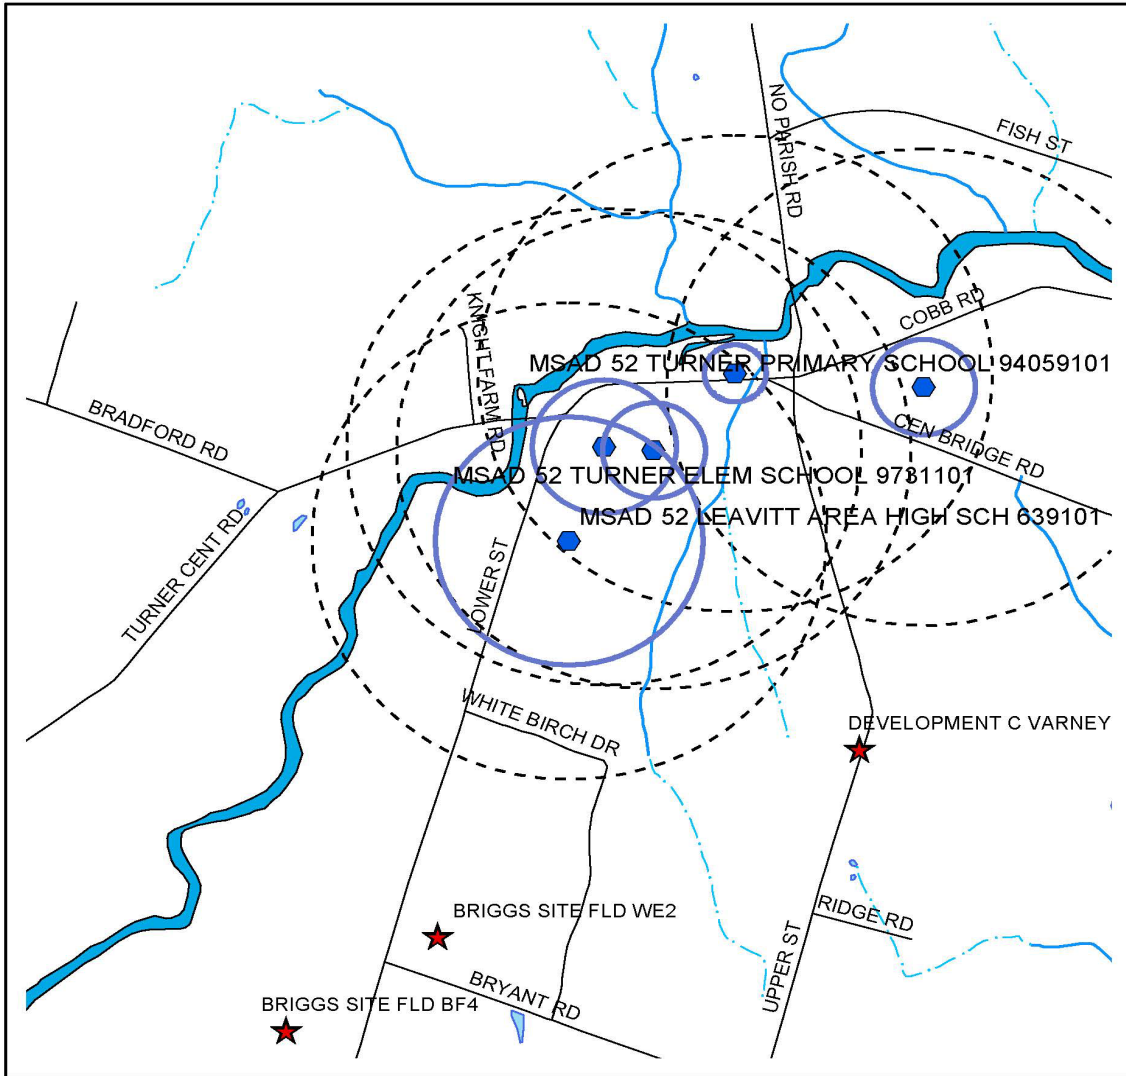 NO PARISH RD
FISH ST
KNIGHT FARM RD
COBB RD
MSAD 52 TURNER PRIMARY SCHOOL 94059101
BRADFORD RD
CEN BRIDGE RD
MSAD 52 TURNER ELEM SCHOOL 9731101
MSAD 52 LEAVITT AREA HIGH SCH 639101
TURNER CENT RD
LOWER ST
WHITE BIRCH DR
DEVELOPMENT C VARNEY
BRIGGS SITE FLD WE2
RIDGE RD
UPPER ST
BRYANT RD
BRIGGS SITE FLD BF4